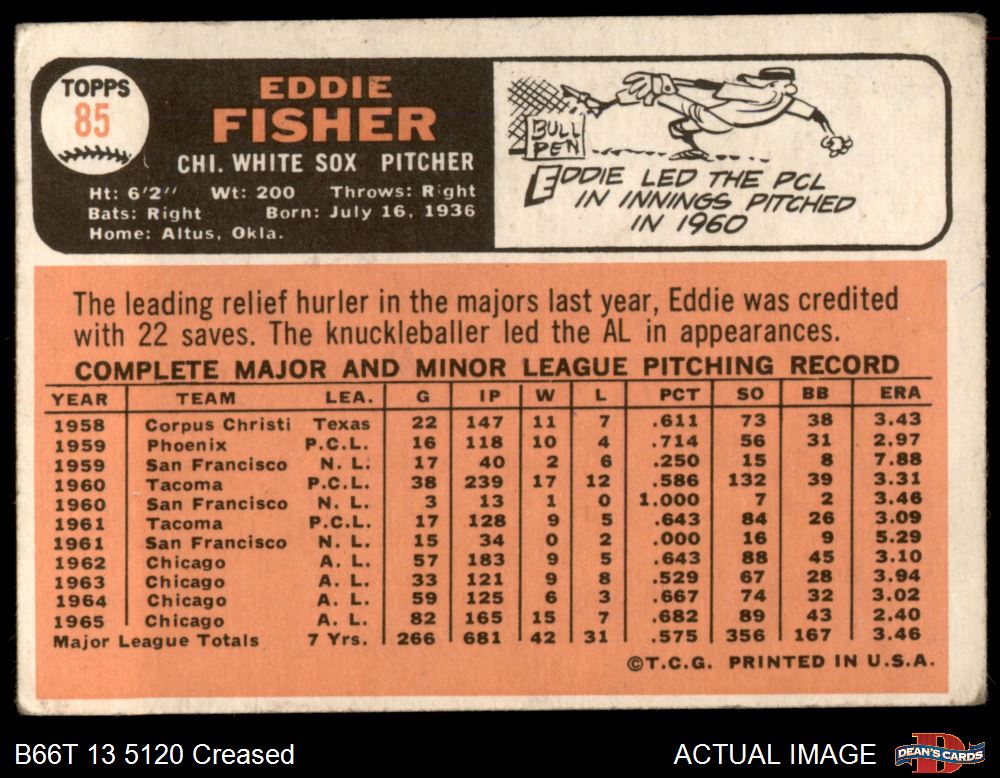 TOPPS
85
EDDIE
FISHER
CHI. WHITE SOX PITCHER
Ht: 6'2" Wt: 200 Throws: Right
Bats: Right Born: July 16, 1936
Home: Altus, Okla.
BULL
PEN
EDDIE LED THE PCL
IN INNINGS PITCHED
IN 1960
The leading relief hurler in the majors last year, Eddie was credited
with 22 saves. The knuckleballer led the AL in appearances.
COMPLETE MAJOR AND MINOR LEAGUE PITCHING RECORD
YEAR TEAM LEA. G IP W L PCT SO BB ERA
1958 Corpus Christi Texas 22 147 11 7 .611 73 38 3.43
1959 Phoenix P.C.L. 16 118 10 4 .714 56 31 2.97
1959 San Francisco N. L. 17 40 2 6 .250 15 8 7.88
1960 Tacoma P.C.L. 38 239 17 12 .586 132 39 3.31
1960 San Francisco N. L. 3 13 1 0 1.000 7 2 3.46
1961 Tacoma P.C.L. 17 128 9 5 .643 84 26 3.09
1961 San Francisco N. L. 15 34 0 2 .000 16 9 5.29
1962 Chicago A. L. 57 183 9 5 .643 88 45 3.10
1963 Chicago A. L. 33 121 9 8 .529 67 28 3.94
1964 Chicago A. L. 59 125 6 3 .667 74 32 3.02
1965 Chicago A. L. 82 165 15 7 .682 89 43 2.40
Major League Totals 7 Yrs. 266 681 42 31 .575 356 167 3.46
©T.C.G. PRINTED IN U.S.A.
B66T 13 5120 Creased
ACTUAL IMAGE
DEAN'S CARDS